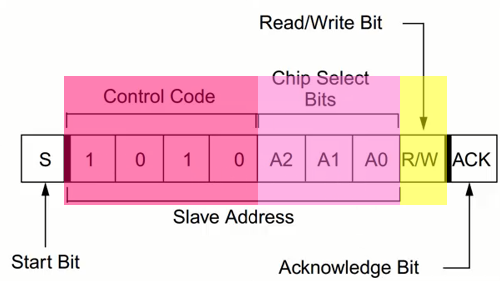 Read/Write Bit
Chip Select
Bits
Control Code
S 1 0 1 0 A2 A1 A0 R/W ACK
Slave Address
Start Bit
Acknowledge Bit